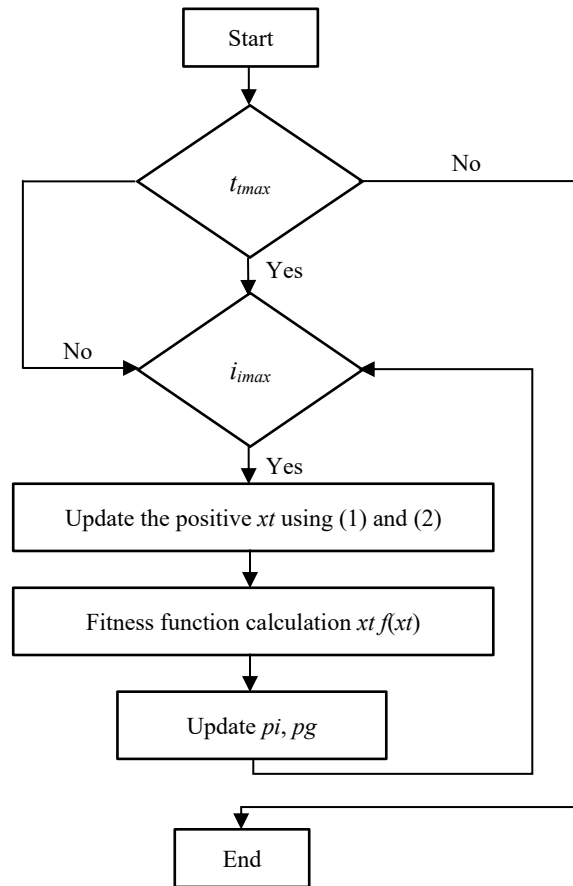 Start
No
t_tmax
Yes
No
i_imax
Yes
Update the positive xt using (1) and (2)
Fitness function calculation xt f(xt)
Update pi, pg
End